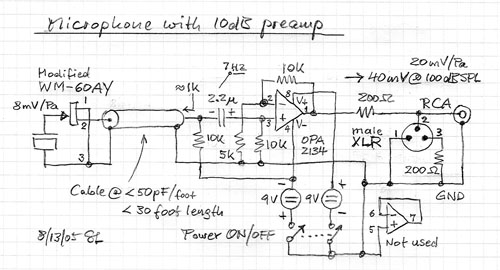 Microphone with 10dB preamp
20mV/Pa
7Hz
10k
→ 40mV@100dBSPL
Modified
WM-60AY
≈1k
2.2µ
200Ω
RCA
8mV/Pa
1
2
3
2
3
8
V+
1
4
V-
male
XLR
1
2
3
10k
5k
10k
OPA
2134
200Ω
GND
Cable @ <50pF/foot
<30 foot length
9V
9V
6
5
7
Not used
8/13/05 SL
Power ON/OFF